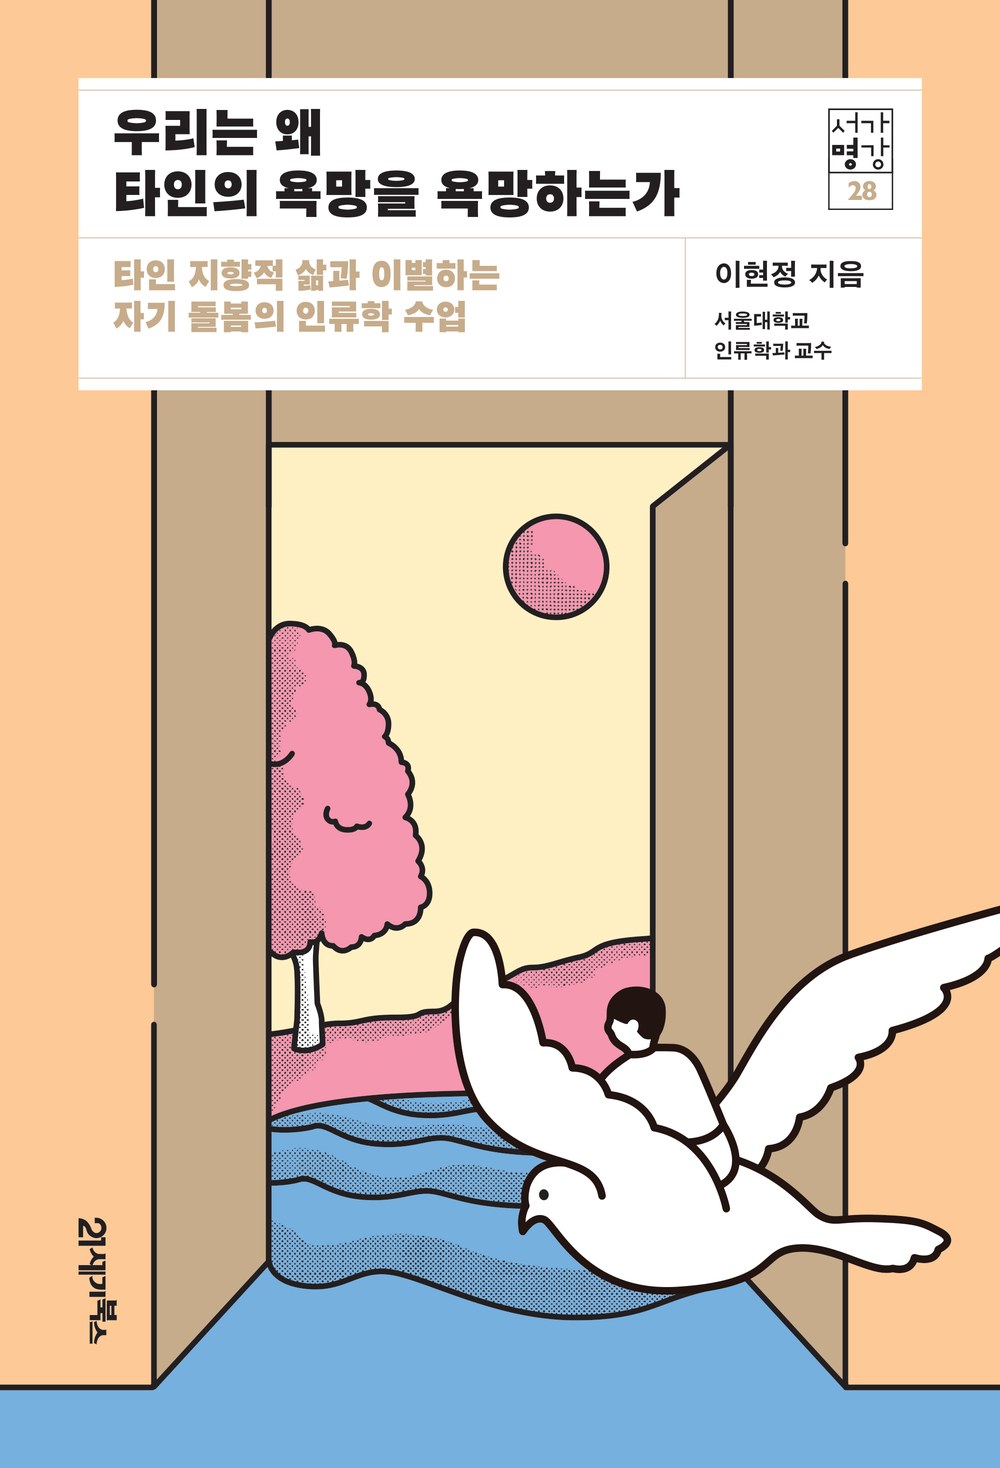 우리는 왜
타인의 욕망을 욕망하는가
서가
명강
28
타인 지향적 삶과 이별하는
자기 돌봄의 인류학 수업
이현정 지음
서울대학교
인류학과 교수
21세기북스